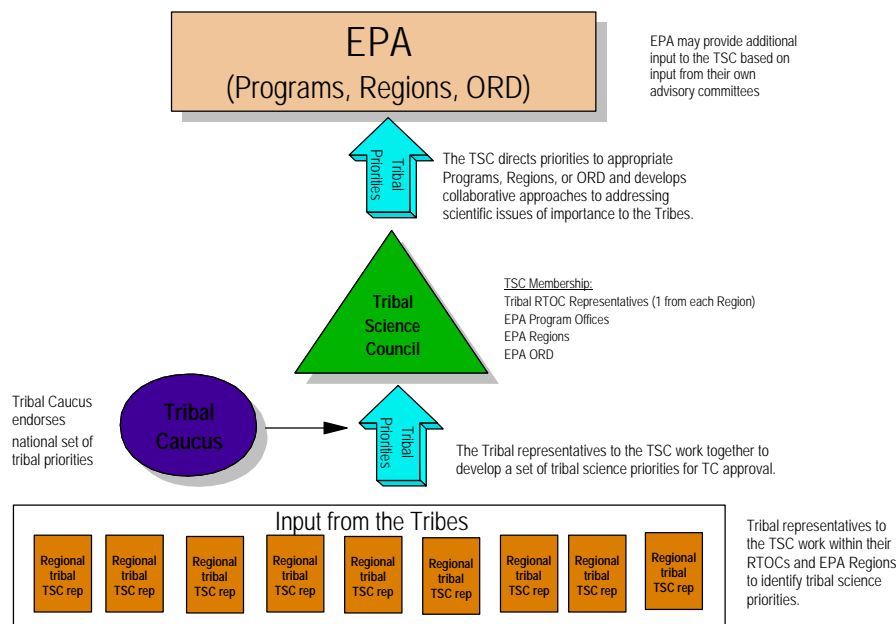 EPA
(Programs, Regions, ORD)
EPA may provide additional
input to the TSC based on
input from their own
advisory committees
Tribal
Priorities
The TSC directs priorities to appropriate
Programs, Regions, or ORD and develops
collaborative approaches to addressing
scientific issues of importance to the Tribes.
Tribal
Science
Council
TSC Membership:
Tribal RTOC Representatives (1 from each Region)
EPA Program Offices
EPA Regions
EPA ORD
Tribal Caucus
endorses
national set of
tribal priorities
Tribal
Caucus
Tribal
Priorities
The Tribal representatives to the TSC work together to
develop a set of tribal science priorities for TC approval.
Input from the Tribes
Regional
tribal
TSC rep
Regional
tribal
TSC rep
Regional
tribal
TSC rep
Regional
tribal
TSC rep
Regional
tribal
TSC rep
Regional
tribal
TSC rep
Regional
tribal
TSC rep
Regional
tribal
TSC rep
Regional
tribal
TSC rep
Tribal representatives to
the TSC work within their
RTOCs and EPA Regions
to identify tribal science
priorities.